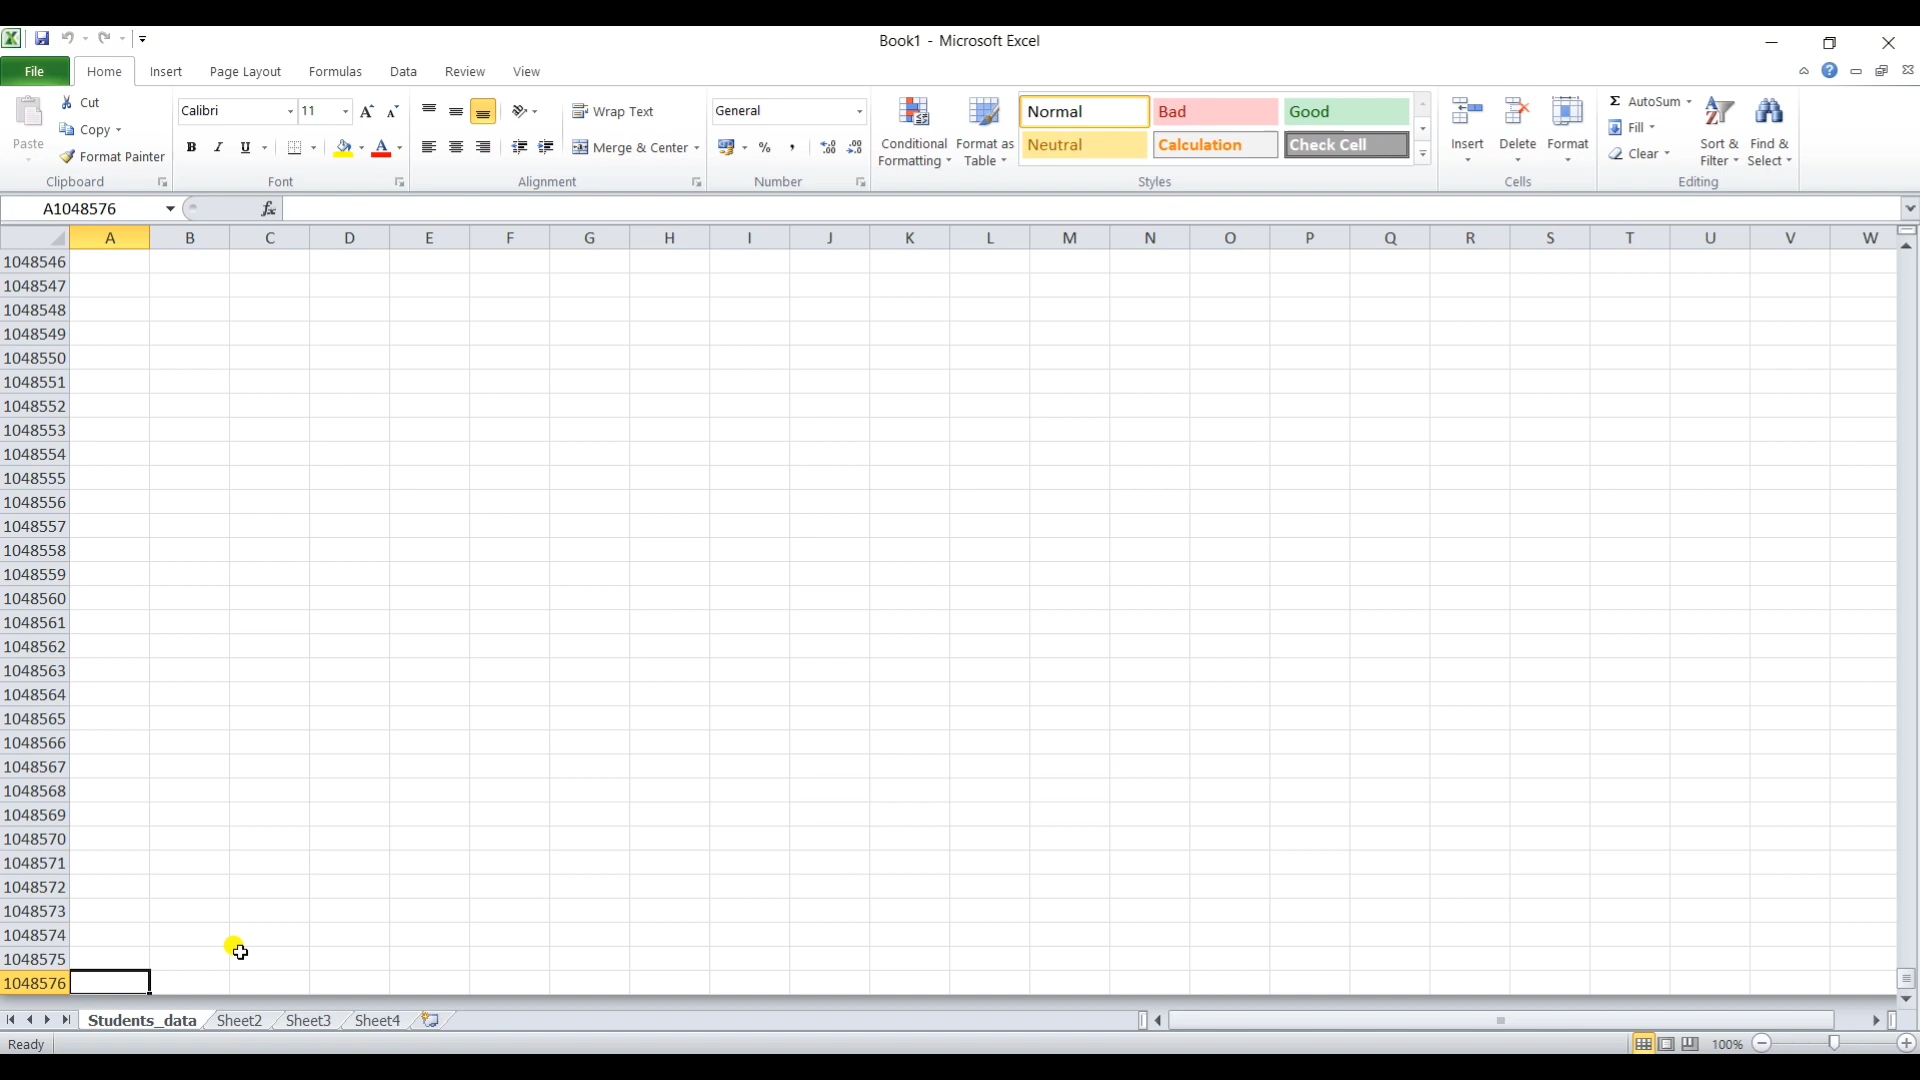 Book1 - Microsoft Excel
File Home Insert Page Layout Formulas Data Review View
Paste
Cut
Copy
Format Painter
Clipboard
Calibri 11
B I U
Font
Wrap Text
Merge & Center
Alignment
General
% ,
Number
Conditional Formatting
Format as Table
Normal Bad Good
Neutral Calculation Check Cell
Styles
Insert Delete Format
Cells
Σ AutoSum
Fill
Clear
Sort & Filter
Find & Select
Editing
A1048576 fx
A B C D E F G H I J K L M N O P Q R S T U V W
1048546
1048547
1048548
1048549
1048550
1048551
1048552
1048553
1048554
1048555
1048556
1048557
1048558
1048559
1048560
1048561
1048562
1048563
1048564
1048565
1048566
1048567
1048568
1048569
1048570
1048571
1048572
1048573
1048574
1048575
1048576
Students_data Sheet2 Sheet3 Sheet4
Ready 100%